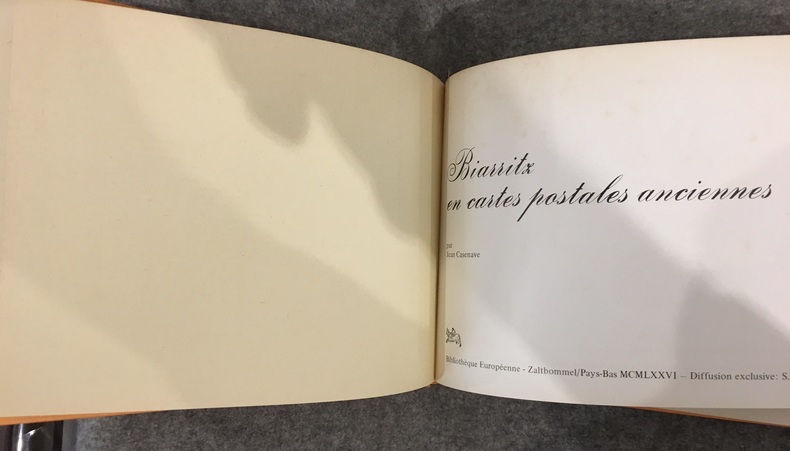 Biarritz
en cartes postales anciennes
par
Jean Casenave
Bibliothèque Européenne - Zaltbommel/Pays-Bas MCMLXXVI – Diffusion exclusive: S.